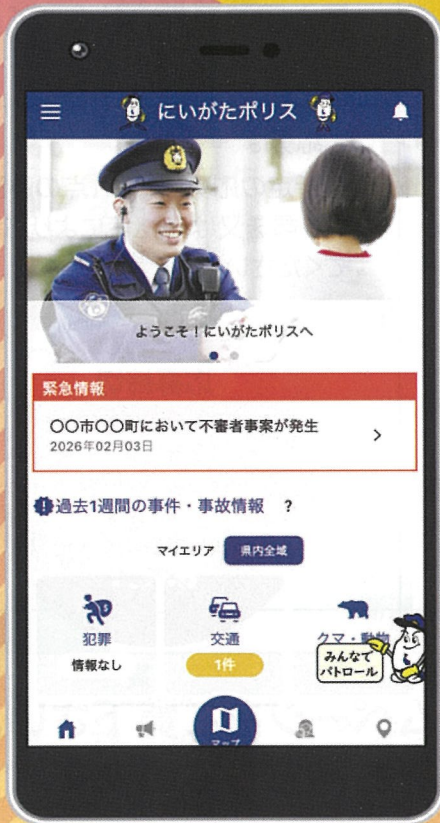 にいがたポリス
ようこそ！にいがたポリスへ
緊急情報
〇〇市〇〇町において不審者事案が発生
2026年02月03日
過去1週間の事件・事故情報 ?
マイエリア 県内全域
犯罪 交通 クマ・動物
情報なし 1件
みんなで
パトロール
マップ